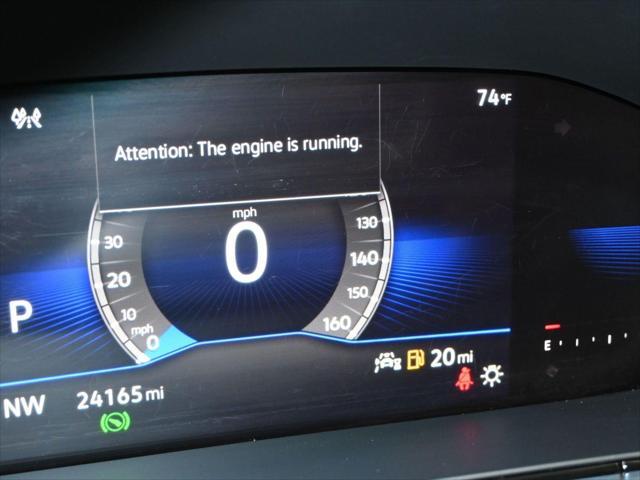 74°F
Attention: The engine is running.
mph
0
30
20
10
mph
0
130
140
150
160
P
E
20 mi
NW
24165 mi